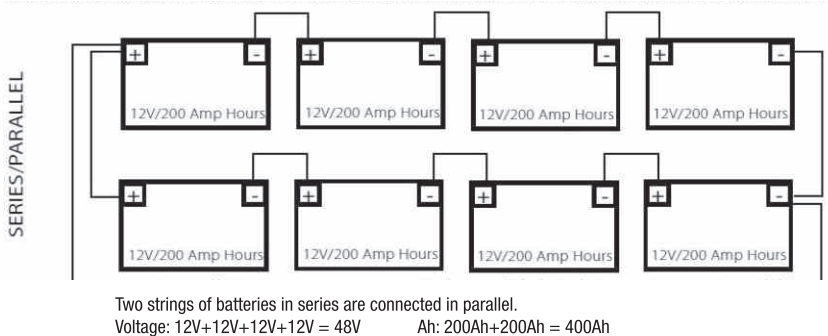 SERIES/PARALLEL
+ - + - + - + -
12V/200 Amp Hours 12V/200 Amp Hours 12V/200 Amp Hours 12V/200 Amp Hours
+ - + - + - + -
12V/200 Amp Hours 12V/200 Amp Hours 12V/200 Amp Hours 12V/200 Amp Hours
Two strings of batteries in series are connected in parallel.
Voltage: 12V+12V+12V+12V = 48V Ah: 200Ah+200Ah = 400Ah